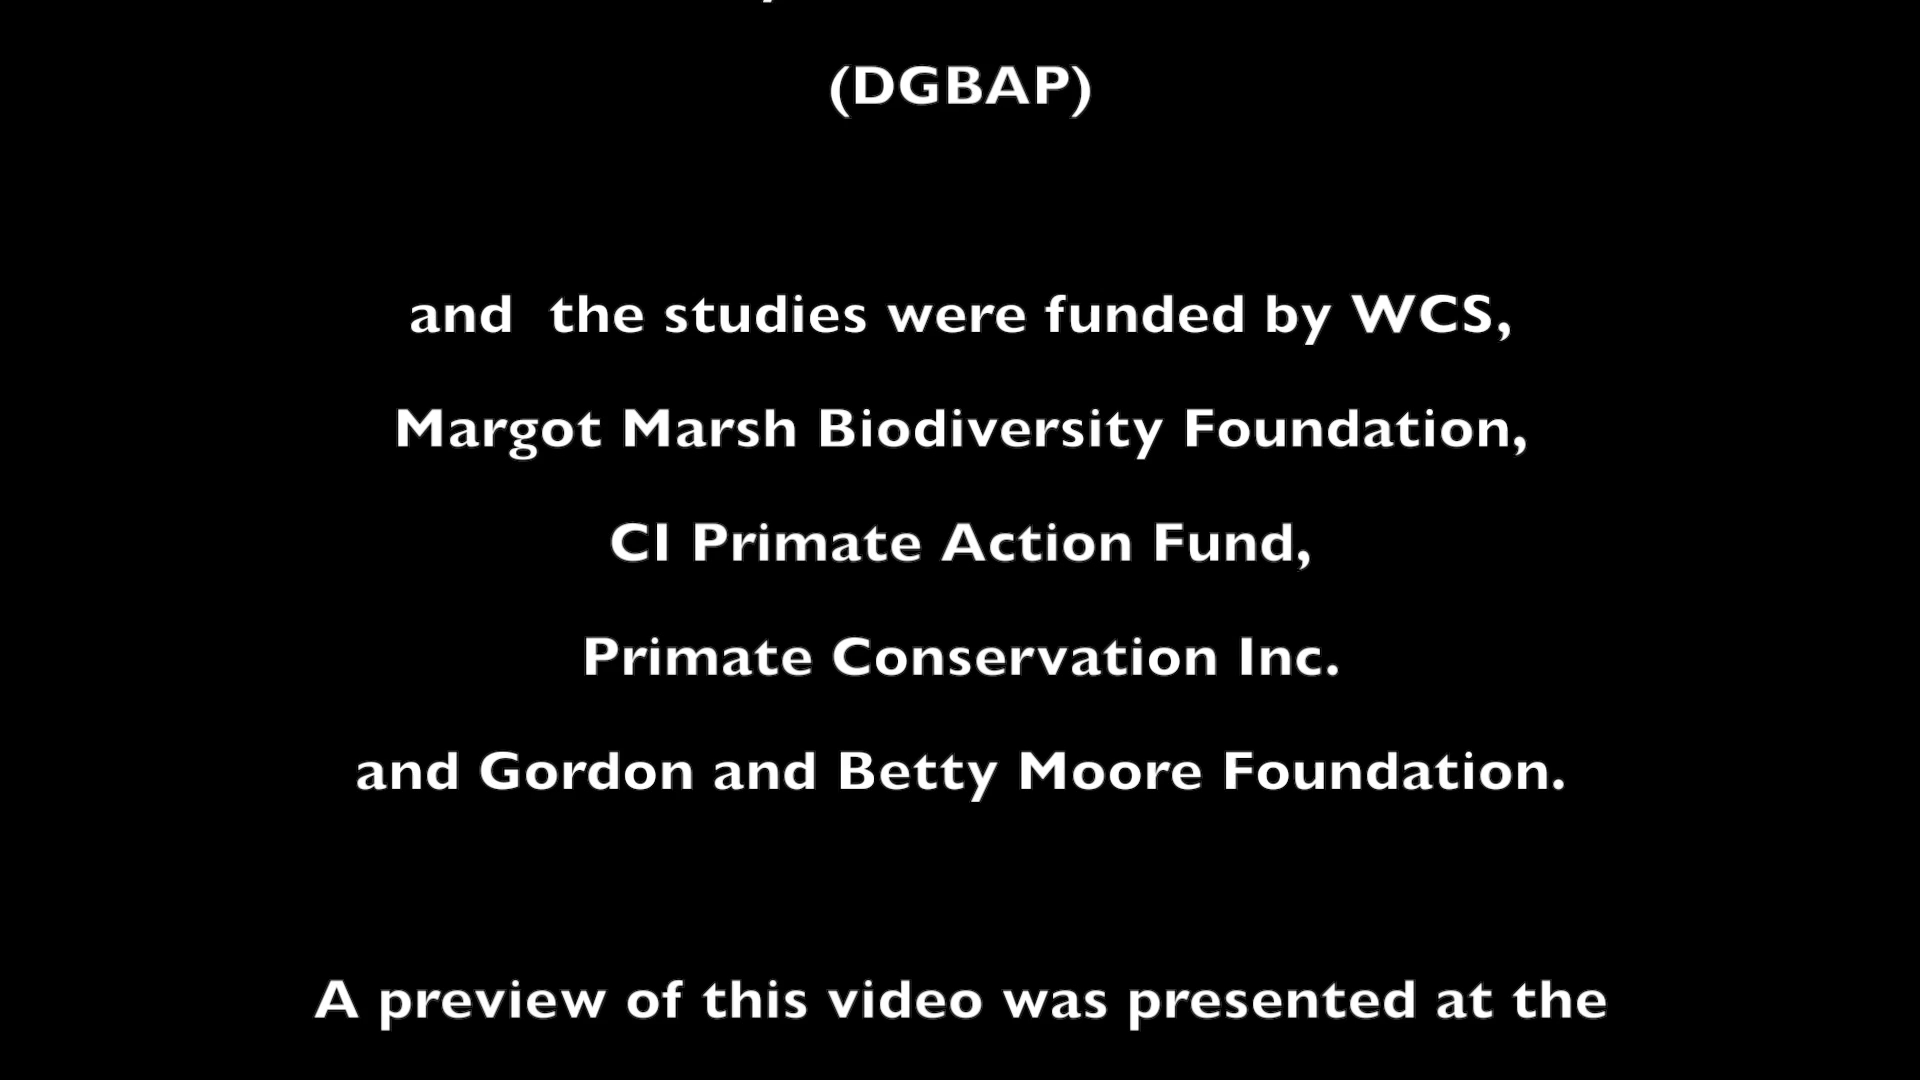 (DGBAP)
and  the studies were funded by WCS,
Margot Marsh Biodiversity Foundation,
CI Primate Action Fund,
Primate Conservation Inc.
and Gordon and Betty Moore Foundation.
A preview of this video was presented at the